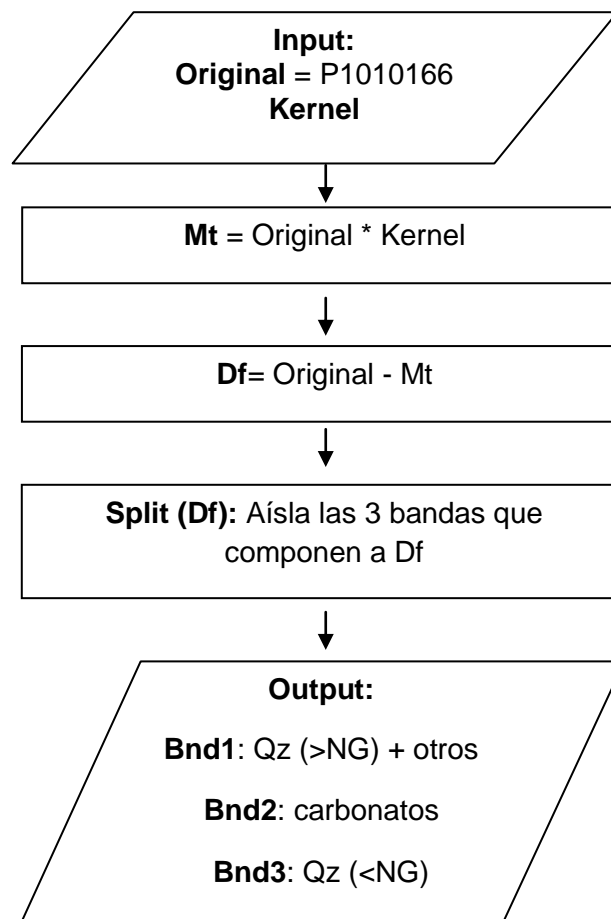 Input:
Original = P1010166
Kernel
Mt = Original * Kernel
Df= Original - Mt
Split (Df): Aísla las 3 bandas que
componen a Df
Output:
Bnd1: Qz (>NG) + otros
Bnd2: carbonatos
Bnd3: Qz (<NG)